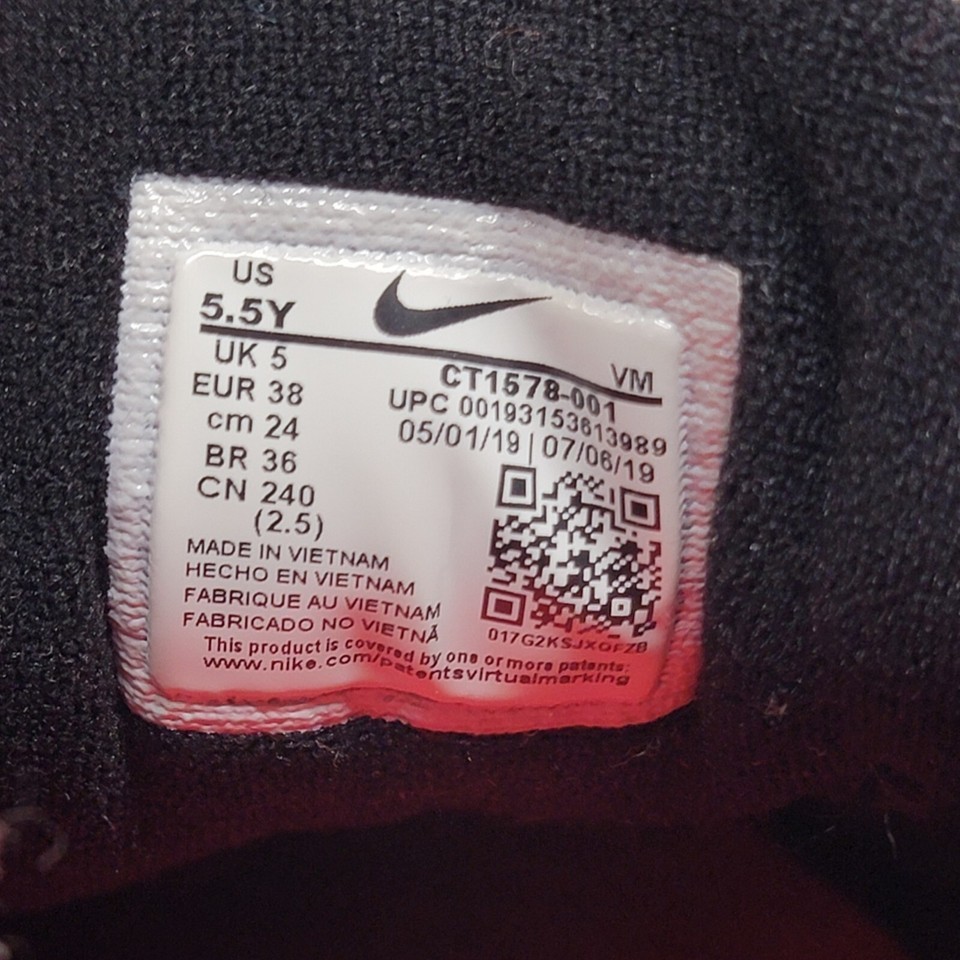 US
5.5Y
UK 5
EUR 38
cm 24
BR 36
CN 240
(2.5)
VM
CT1578-001
UPC 00193153613989
05/01/19 | 07/06/19
MADE IN VIETNAM
HECHO EN VIETNAM
FABRIQUE AU VIETNAM
FABRICADO NO VIETNÃ
017G2KSJXOFZB
This product is covered by one or more patents:
www.nike.com/patentsvirtualmarking